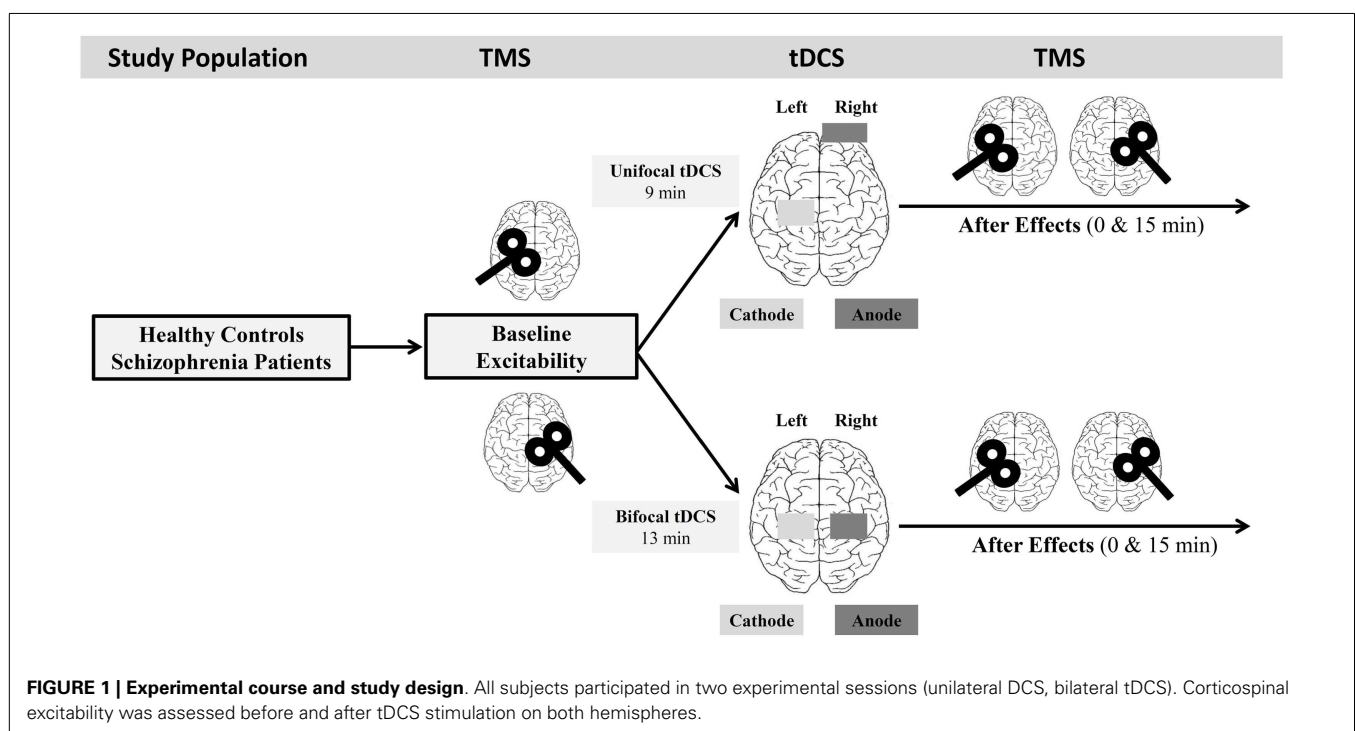 Study Population TMS tDCS TMS
Left Right
Unifocal tDCS
9 min
After Effects (0 & 15 min)
Cathode Anode
Healthy Controls
Schizophrenia Patients
Baseline
Excitability
Left Right
Bifocal tDCS
13 min
After Effects (0 & 15 min)
Cathode Anode
FIGURE 1 | Experimental course and study design. All subjects participated in two experimental sessions (unilateral DCS, bilateral tDCS). Corticospinal
excitability was assessed before and after tDCS stimulation on both hemispheres.